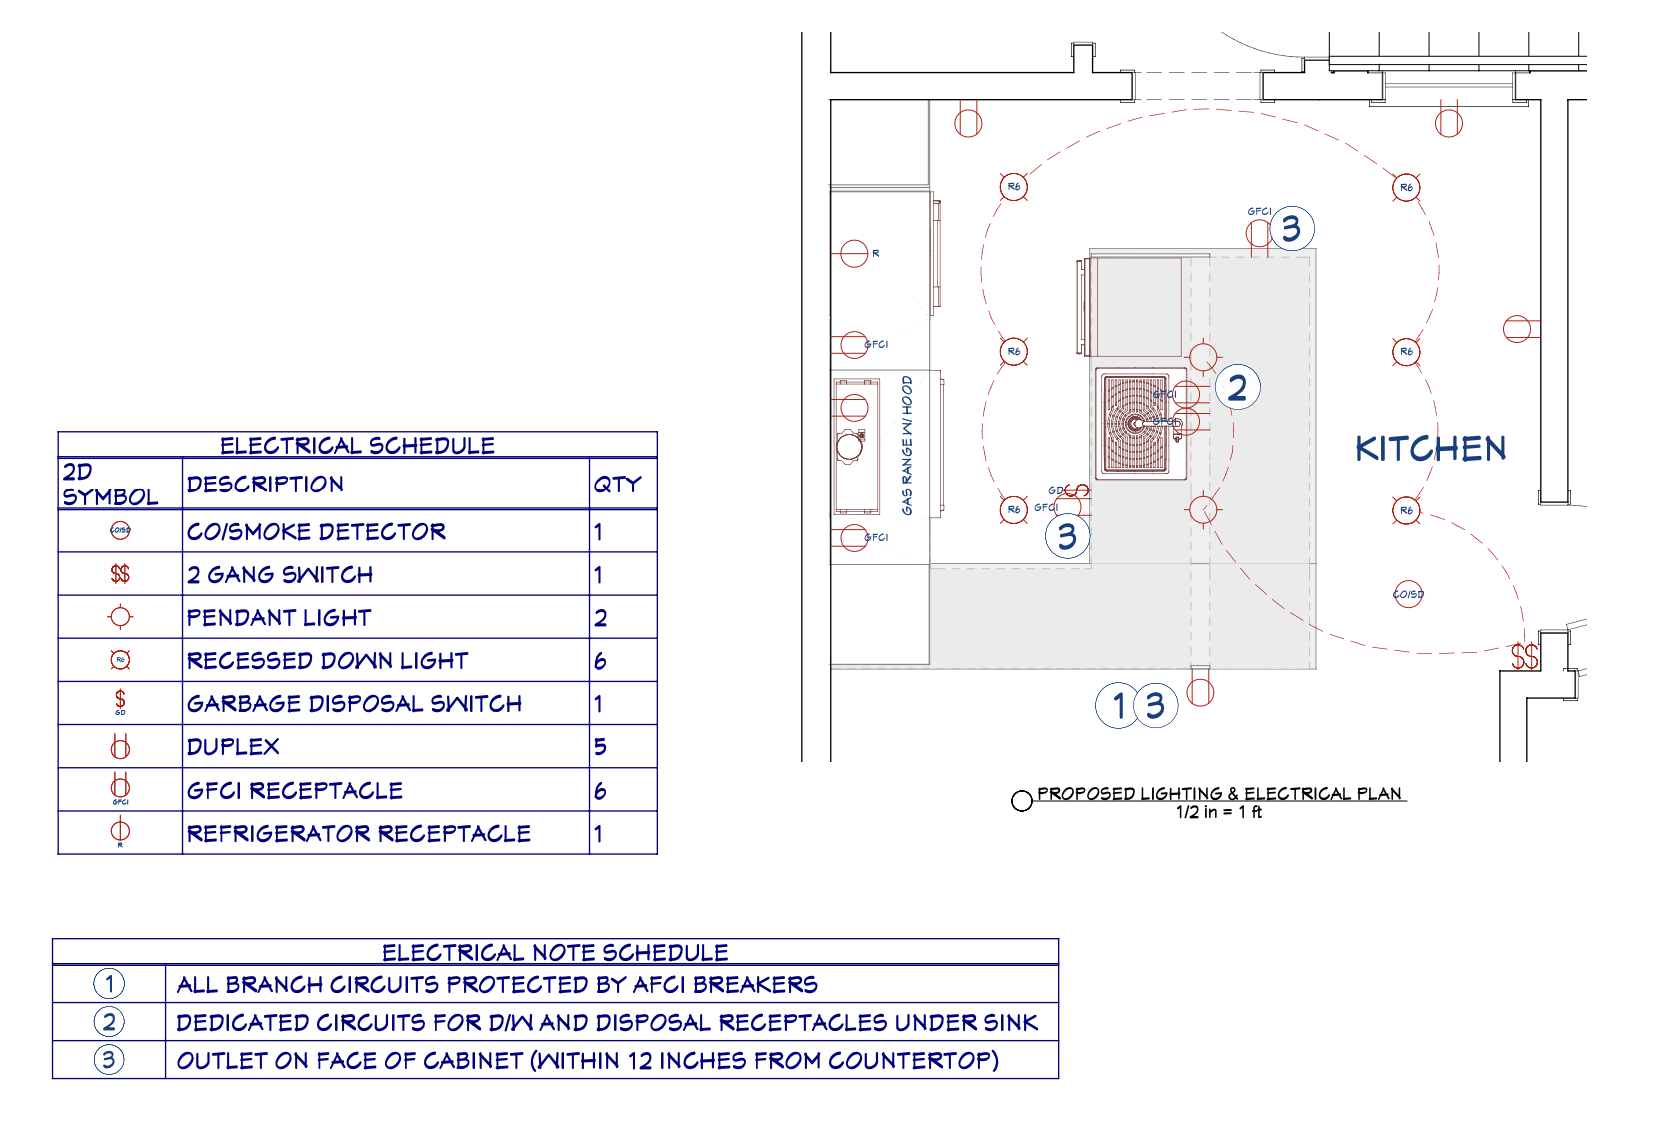 R6
R6
GFCI
3
R
GFCI
R6
R6
GAS RANGE W/ HOOD
GFCI
2
GFCI
KITCHEN
GD
S
GFCI
R6
R6
3
GFCI
CO/SD
$$
1
3
PROPOSED LIGHTING & ELECTRICAL PLAN
1/2 in = 1 ft
ELECTRICAL SCHEDULE
2D SYMBOL DESCRIPTION QTY
CO/SD CO/SMOKE DETECTOR 1
$$ 2 GANG SWITCH 1
PENDANT LIGHT 2
R6 RECESSED DOWN LIGHT 6
$ GD GARBAGE DISPOSAL SWITCH 1
DUPLEX 5
GFCI GFCI RECEPTACLE 6
R REFRIGERATOR RECEPTACLE 1
ELECTRICAL NOTE SCHEDULE
1 ALL BRANCH CIRCUITS PROTECTED BY AFCI BREAKERS
2 DEDICATED CIRCUITS FOR D/W AND DISPOSAL RECEPTACLES UNDER SINK
3 OUTLET ON FACE OF CABINET (WITHIN 12 INCHES FROM COUNTERTOP)